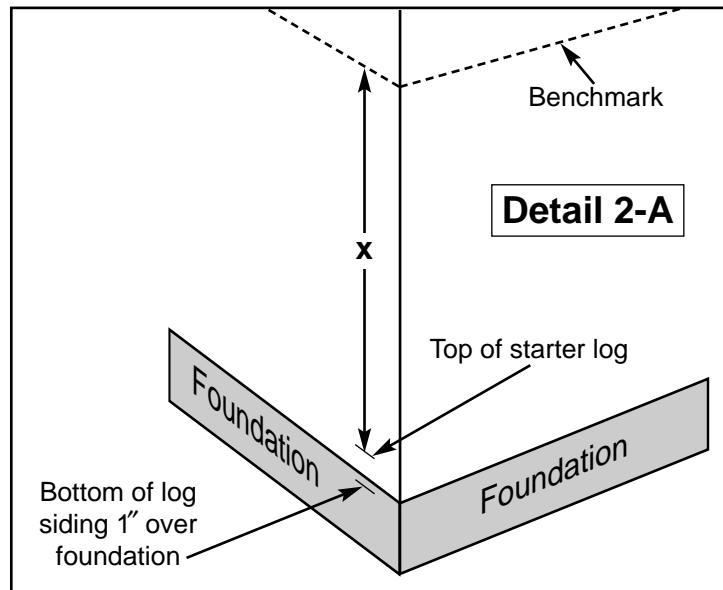 Benchmark
Detail 2-A
x
Top of starter log
Foundation
Foundation
Bottom of log
siding 1″ over
foundation